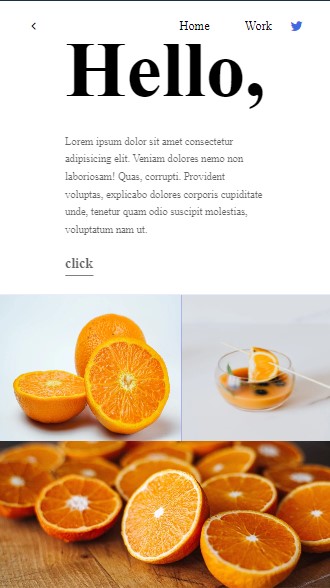 Home Work
Hello,
Lorem ipsum dolor sit amet consectetur
adipisicing elit. Veniam dolores nemo non
laboriosam! Quas, corrupti. Provident
voluptas, explicabo dolores corporis cupiditate
unde, tenetur quam odio suscipit molestias,
voluptatum nam ut.
click